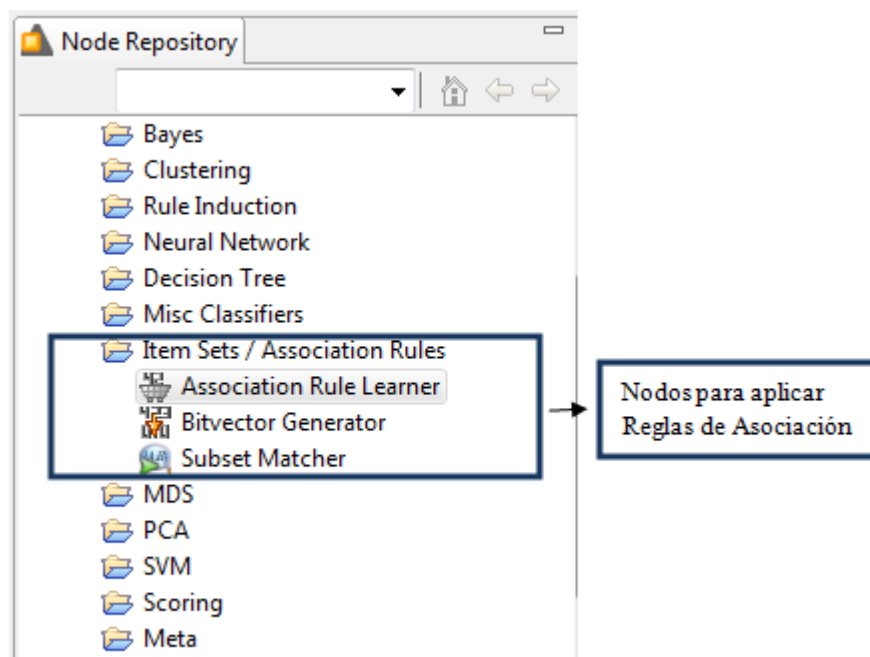 Node Repository
Bayes
Clustering
Rule Induction
Neural Network
Decision Tree
Misc Classifiers
Item Sets / Association Rules
Association Rule Learner
Bitvector Generator
Subset Matcher
MDS
PCA
SVM
Scoring
Meta
Nodos para aplicar
Reglas de Asociación